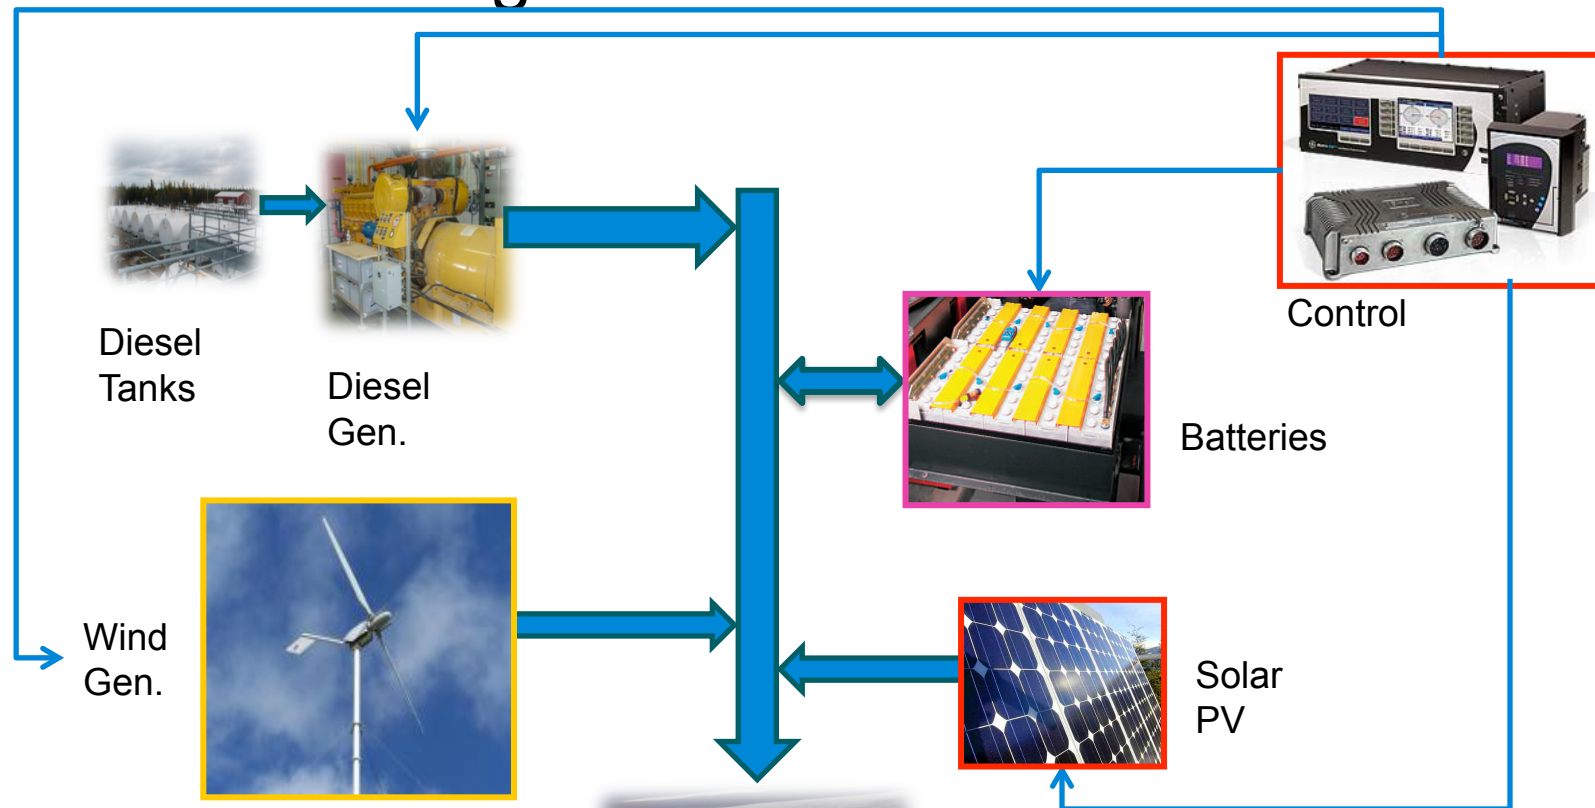 Control
Diesel
Tanks
Diesel
Gen.
Batteries
Wind
Gen.
Solar
PV